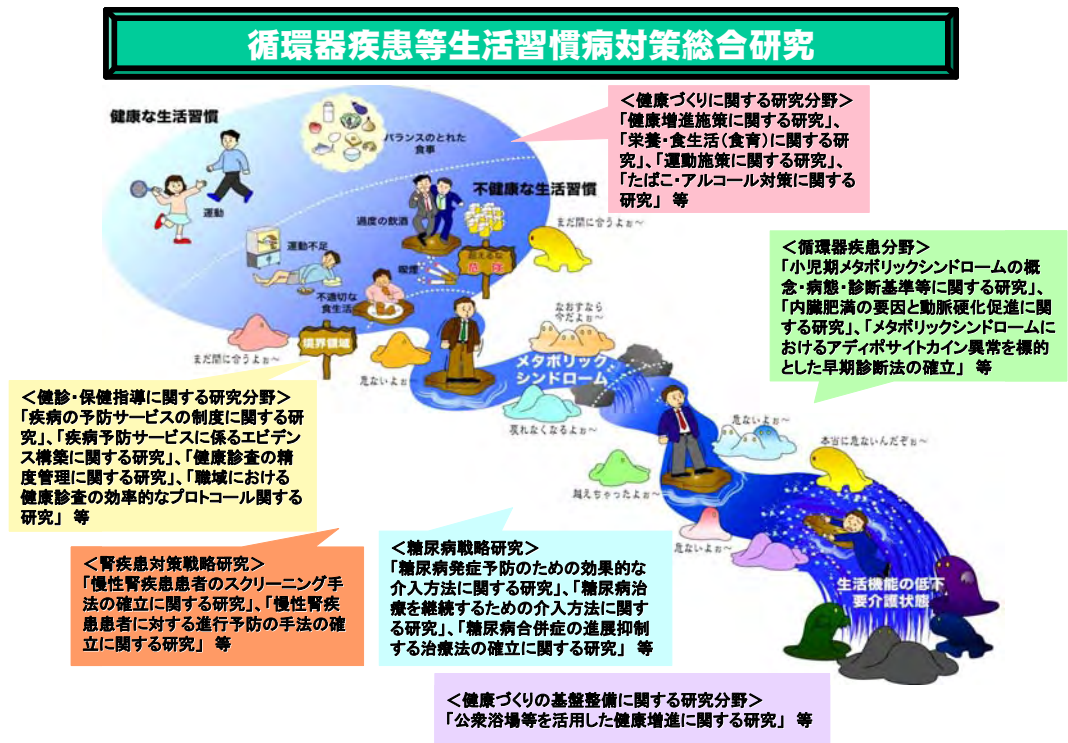 循環器疾患等生活習慣病対策総合研究
健康な生活習慣
バランスのとれた
食事
運動
不健康な生活習慣
過度の飲酒
運動不足
喫煙
不適切な
食生活
危険
境界領域
まだ間に合うよぉ~
まだ間に合うよぉ~
危ないよぉ~
なおすなら
今だよぉ~
メタボリック
シンドローム
戻れなくなるよぉ~
危ないよぉ~
越えちゃったよぉ~
本当に危ないんだぞぉ~
危ないよぉ~
生活機能の低下
要介護状態
<健康づくりに関する研究分野>
「健康増進施策に関する研究」、
「栄養・食生活(食育)に関する研
究」、「運動施策に関する研究」、
「たばこ・アルコール対策に関する
研究」 等
<循環器疾患分野>
「小児期メタボリックシンドロームの概
念・病態・診断基準等に関する研究」、
「内臓肥満の要因と動脈硬化促進に関
する研究」、「メタボリックシンドロームに
おけるアディポサイトカイン異常を標的
とした早期診断法の確立」 等
<健診・保健指導に関する研究分野>
「疾病の予防サービスの制度に関する研
究」、「疾病予防サービスに係るエビデン
ス構築に関する研究」、「健康診査の精
度管理に関する研究」、「職域における
健康診査の効率的なプロトコール関する
研究」 等
<腎疾患対策戦略研究>
「慢性腎疾患患者のスクリーニング手
法の確立に関する研究」、「慢性腎疾
患患者に対する進行予防の手法の確
立に関する研究」 等
<糖尿病戦略研究>
「糖尿病発症予防のための効果的な
介入方法に関する研究」、「糖尿病治
療を継続するための介入方法に関す
る研究」、「糖尿病合併症の進展抑制
する治療法の確立に関する研究」 等
<健康づくりの基盤整備に関する研究分野>
「公衆浴場等を活用した健康増進に関する研究」 等